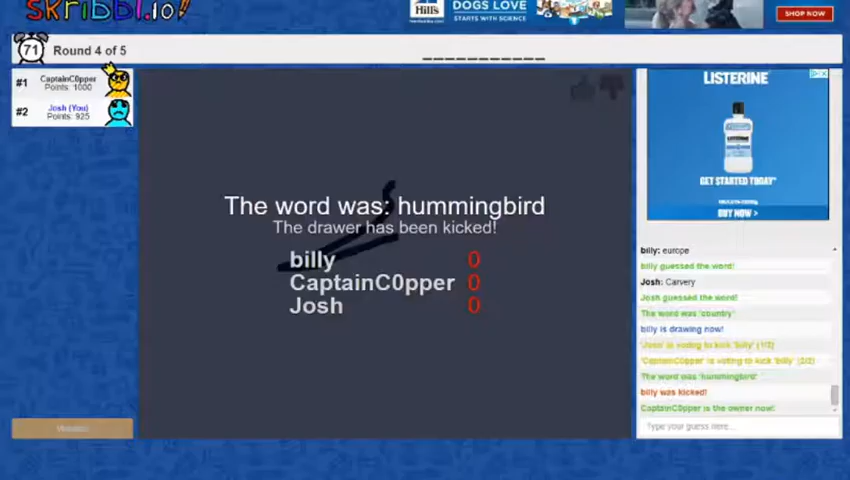 skribbl.io!
Hill's
DOGS LOVE
STARTS WITH SCIENCE
SHOP NOW
71
Round 4 of 5
___________
#1
CaptainC0pper
Points: 1000
#2
Josh (You)
Points: 925
The word was: hummingbird
The drawer has been kicked!
billy 0
CaptainC0pper 0
Josh 0
LISTERINE
GET STARTED TODAY*
BUY NOW >
billy: europe
billy guessed the word!
Josh: Carvery
Josh guessed the word!
The word was 'country'
billy is drawing now!
'Josh' is voting to kick 'billy' (1/2)
'CaptainC0pper' is voting to kick 'billy' (2/2)
The word was 'hummingbird'
billy was kicked!
CaptainC0pper is the owner now!
Type your guess here...